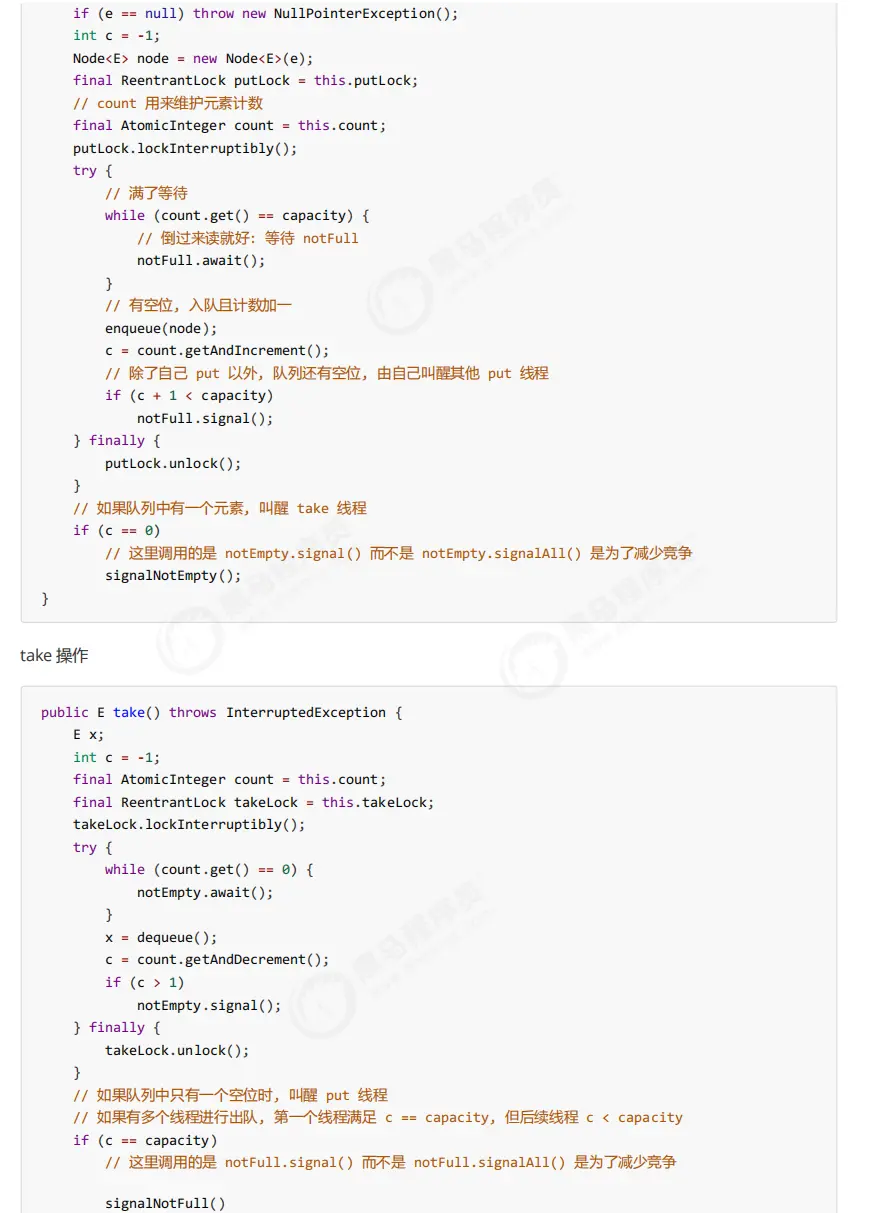 if (e == null) throw new NullPointerException();
int c = -1;
Node<E> node = new Node<E>(e);
final ReentrantLock putLock = this.putLock;
// count 用来维护元素计数
final AtomicInteger count = this.count;
putLock.lockInterruptibly();
try {
// 满了等待
while (count.get() == capacity) {
// 倒过来读就好: 等待 notFull
notFull.await();
}
// 有空位, 入队且计数加一
enqueue(node);
c = count.getAndIncrement();
// 除了自己 put 以外, 队列还有空位, 由自己叫醒其他 put 线程
if (c + 1 < capacity)
notFull.signal();
} finally {
putLock.unlock();
}
// 如果队列中有一个元素, 叫醒 take 线程
if (c == 0)
// 这里调用的是 notEmpty.signal() 而不是 notEmpty.signalAll() 是为了减少竞争
signalNotEmpty();
}
take 操作
public E take() throws InterruptedException {
E x;
int c = -1;
final AtomicInteger count = this.count;
final ReentrantLock takeLock = this.takeLock;
takeLock.lockInterruptibly();
try {
while (count.get() == 0) {
notEmpty.await();
}
x = dequeue();
c = count.getAndDecrement();
if (c > 1)
notEmpty.signal();
} finally {
takeLock.unlock();
}
// 如果队列中只有一个空位时, 叫醒 put 线程
// 如果有多个线程进行出队, 第一个线程满足 c == capacity, 但后续线程 c < capacity
if (c == capacity)
// 这里调用的是 notFull.signal() 而不是 notFull.signalAll() 是为了减少竞争
signalNotFull()